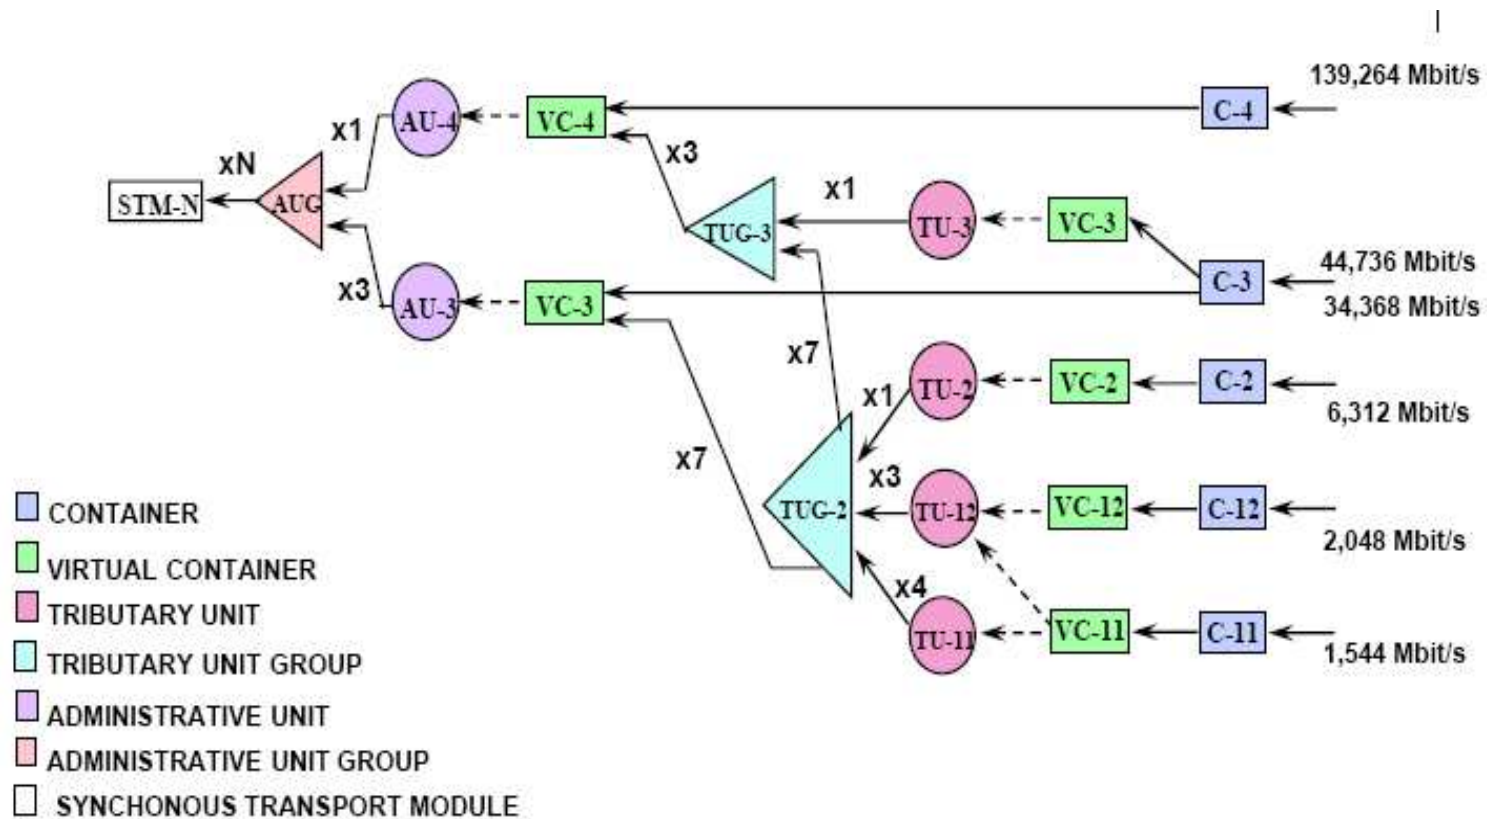 139,264 Mbit/s
AU-4
VC-4
C-4
x1
xN
x3
x1
STM-N
AUG
TUG-3
TU-3
VC-3
44,736 Mbit/s
C-3
x3
AU-3
VC-3
34,368 Mbit/s
x7
TU-2
VC-2
C-2
x1
6,312 Mbit/s
x7
x3
TUG-2
TU-12
VC-12
C-12
2,048 Mbit/s
x4
TU-11
VC-11
C-11
1,544 Mbit/s
CONTAINER
VIRTUAL CONTAINER
TRIBUTARY UNIT
TRIBUTARY UNIT GROUP
ADMINISTRATIVE UNIT
ADMINISTRATIVE UNIT GROUP
SYNCHONOUS TRANSPORT MODULE